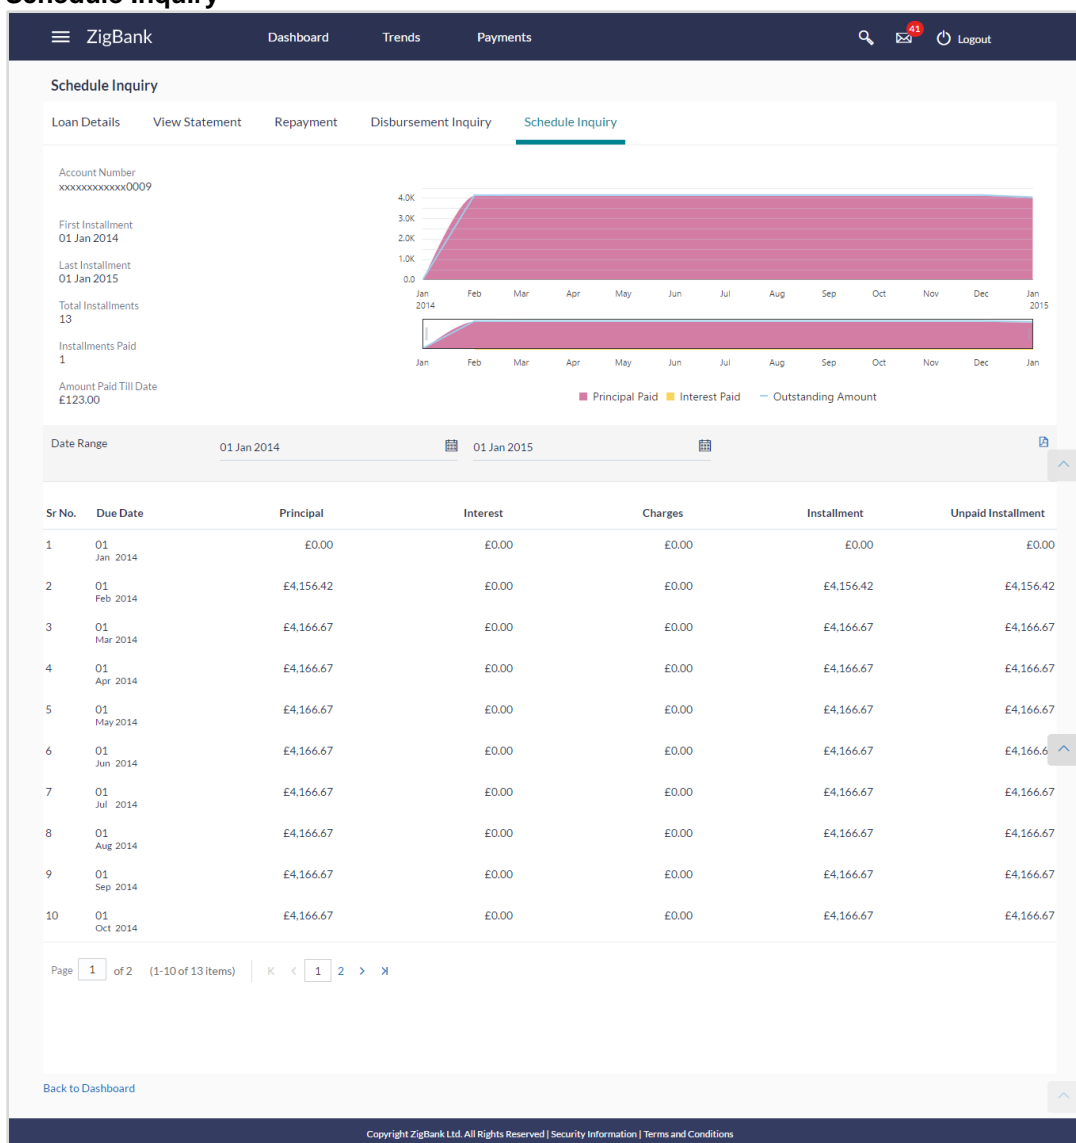 Schedule Inquiry
ZigBank Dashboard Trends Payments 41 Logout
Schedule Inquiry
Loan Details View Statement Repayment Disbursement Inquiry Schedule Inquiry
Account Number
xxxxxxxxxxxx0009
First Installment
01 Jan 2014
Last Installment
01 Jan 2015
Total Installments
13
Installments Paid
1
Amount Paid Till Date
£123.00
4.0K
3.0K
2.0K
1.0K
0.0
Jan Feb Mar Apr May Jun Jul Aug Sep Oct Nov Dec Jan
2014 2015
Jan Feb Mar Apr May Jun Jul Aug Sep Oct Nov Dec Jan
Principal Paid Interest Paid Outstanding Amount
Date Range 01 Jan 2014 01 Jan 2015
Sr No. Due Date Principal Interest Charges Installment Unpaid Installment
1 01 £0.00 £0.00 £0.00 £0.00 £0.00
Jan 2014
2 01 £4,156.42 £0.00 £0.00 £4,156.42 £4,156.42
Feb 2014
3 01 £4,166.67 £0.00 £0.00 £4,166.67 £4,166.67
Mar 2014
4 01 £4,166.67 £0.00 £0.00 £4,166.67 £4,166.67
Apr 2014
5 01 £4,166.67 £0.00 £0.00 £4,166.67 £4,166.67
May 2014
6 01 £4,166.67 £0.00 £0.00 £4,166.67 £4,166.6
Jun 2014
7 01 £4,166.67 £0.00 £0.00 £4,166.67 £4,166.67
Jul 2014
8 01 £4,166.67 £0.00 £0.00 £4,166.67 £4,166.67
Aug 2014
9 01 £4,166.67 £0.00 £0.00 £4,166.67 £4,166.67
Sep 2014
10 01 £4,166.67 £0.00 £0.00 £4,166.67 £4,166.67
Oct 2014
Page 1 of 2 (1-10 of 13 items) K < 1 2 > >|
Back to Dashboard
Copyright ZigBank Ltd. All Rights Reserved | Security Information | Terms and Conditions